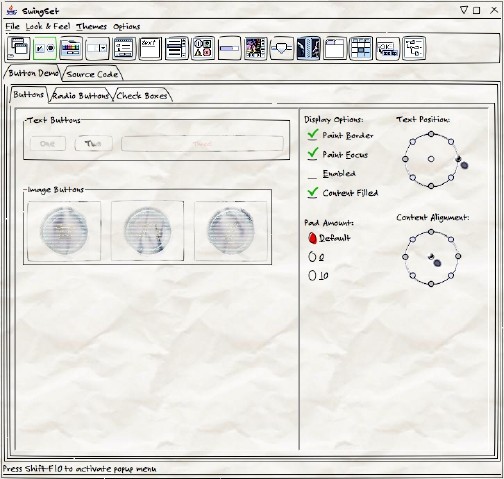 SwingSet
File Look & Feel Themes Options
text
Button Demo Source Code
Buttons Radio Buttons Check Boxes
Text Buttons
One Two
Image Buttons
Display Options:
Paint Border
Paint Focus
Enabled
Content Filled
Pad Amount:
Default
0
10
Text Position:
Content Alignment:
Press Shift-F10 to activate popup menu